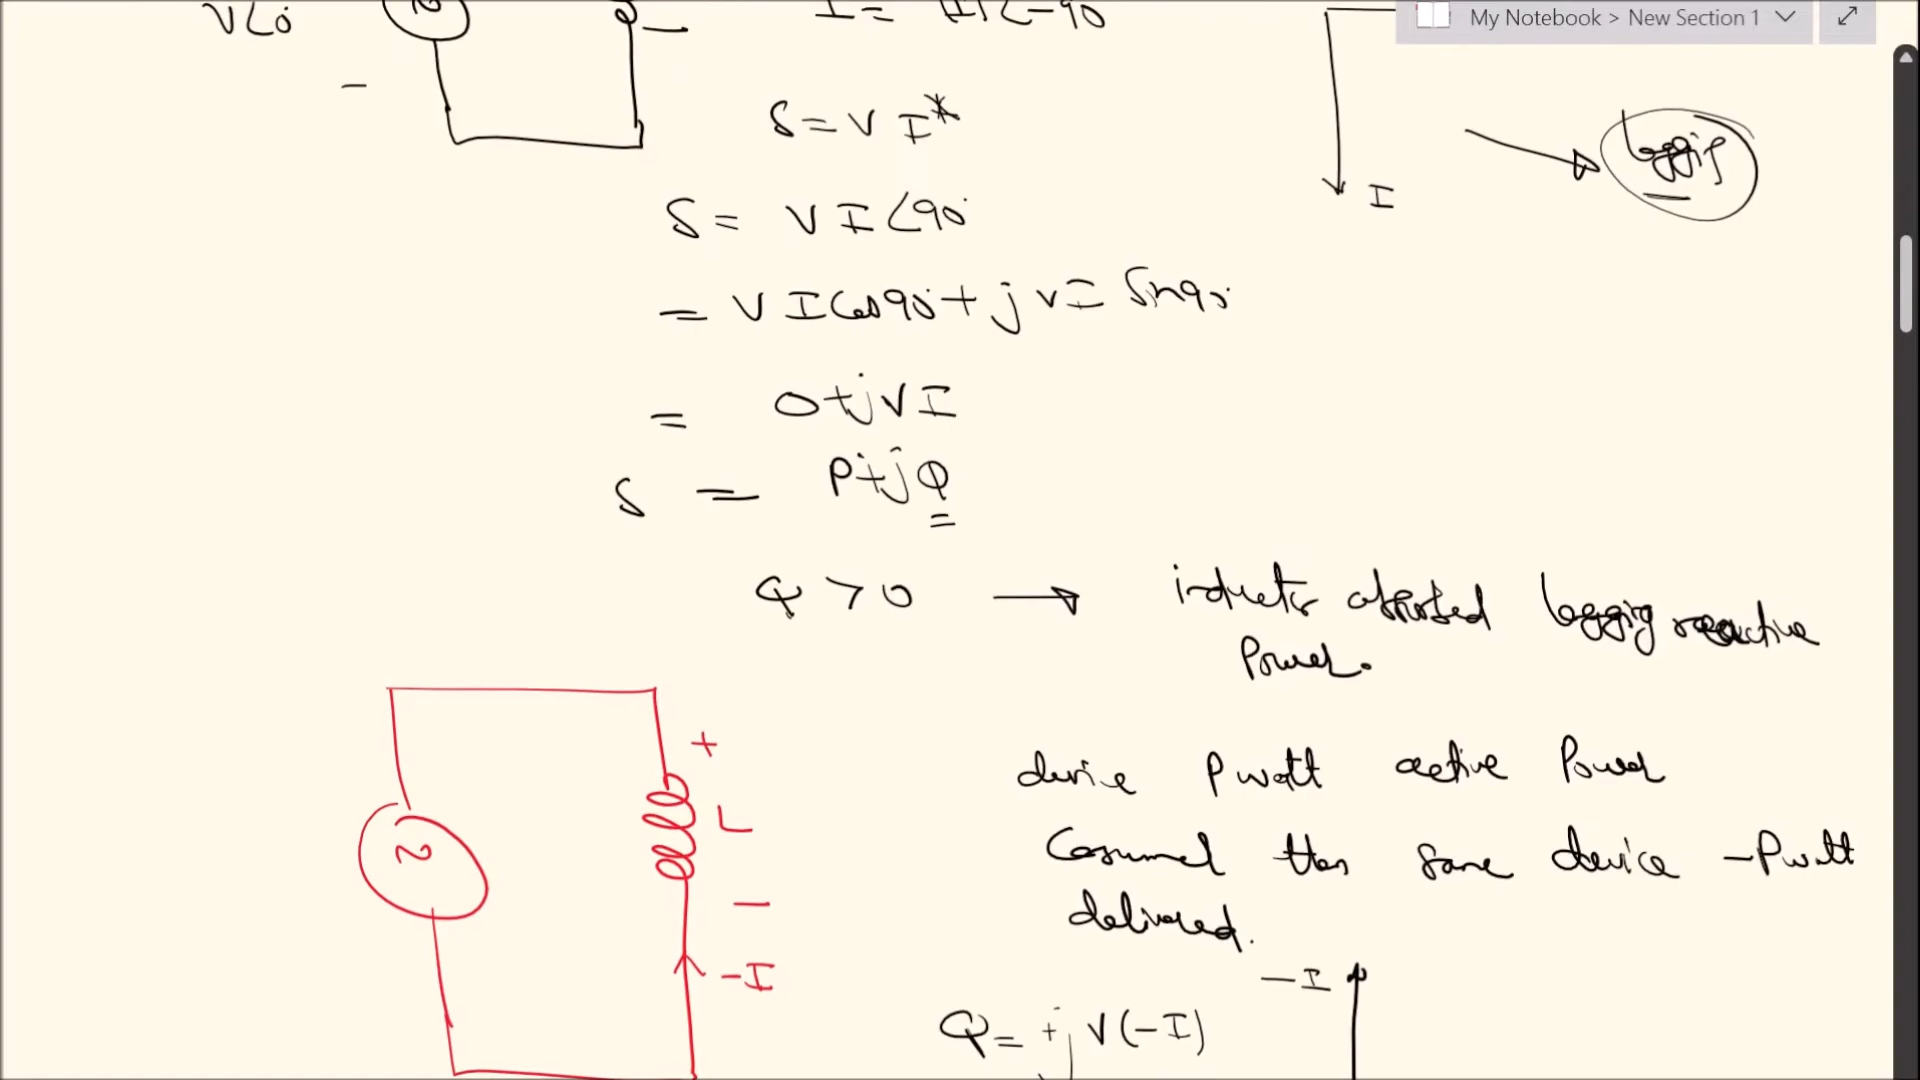 My Notebook > New Section 1
V∠0°
I = |I|∠-90
S = V I*
I
lagging
S = V I ∠90°
= V I Cos90° + j V I Sin90
= 0 + j V I
S = P + j Q
Q > 0 → inductor absorbed lagging reactive
Power.
+
L
device P watt active Power
Consumed then same device -P watt
delivered.
-
-I
-I
Q = +j V(-I)